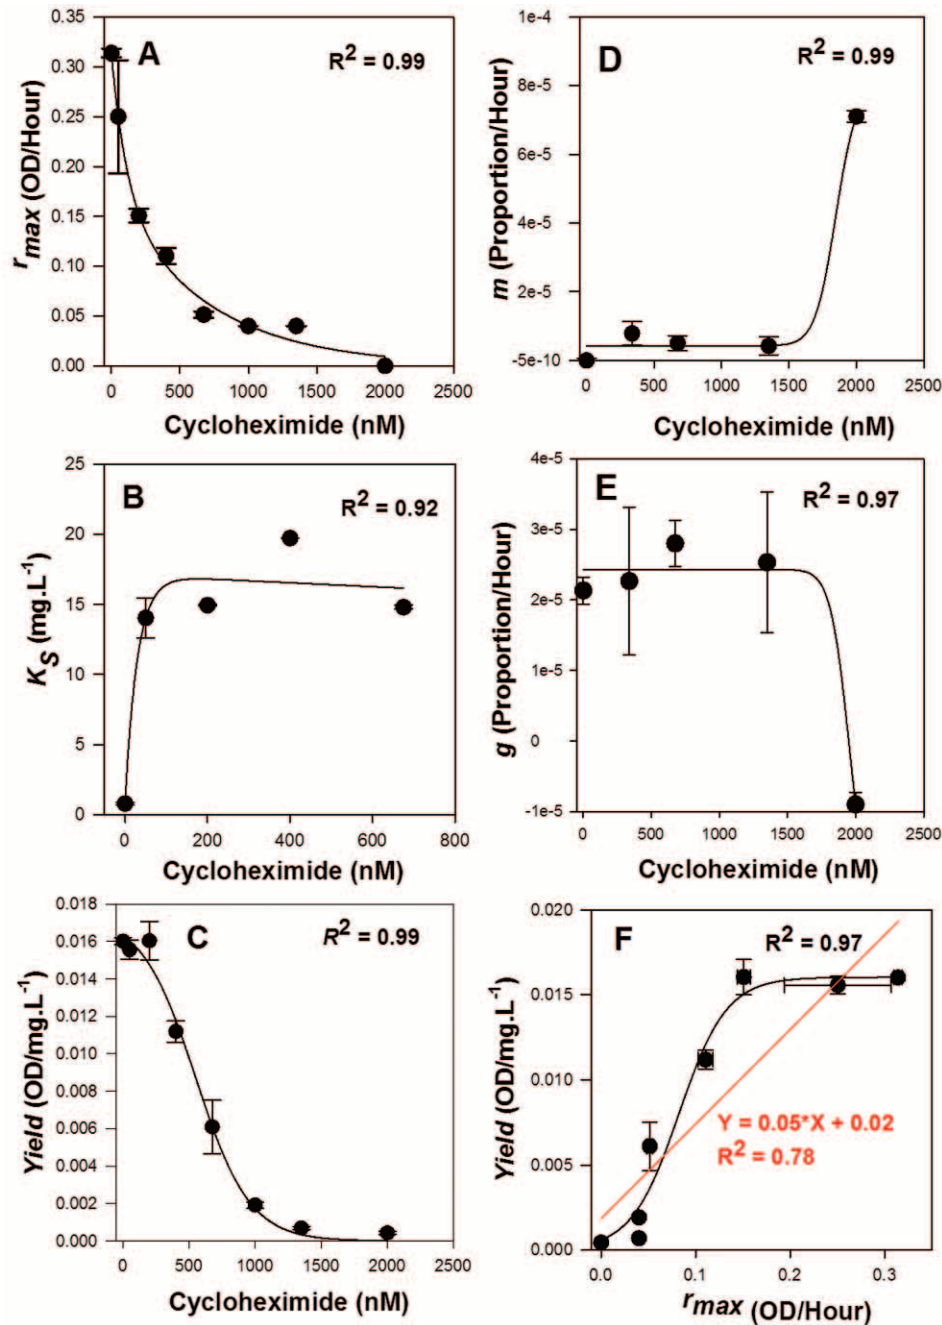 A
R² = 0.99
r_max (OD/Hour)
0.35
0.30
0.25
0.20
0.15
0.10
0.05
0.00
0 500 1000 1500 2000 2500
Cycloheximide (nM)
D
R² = 0.99
m (Proportion/Hour)
1e-4
8e-5
6e-5
4e-5
2e-5
-5e-10
0 500 1000 1500 2000 2500
Cycloheximide (nM)
B
R² = 0.92
K_S (mg.L⁻¹)
25
20
15
10
5
0
0 200 400 600 800
Cycloheximide (nM)
E
R² = 0.97
g (Proportion/Hour)
4e-5
3e-5
2e-5
1e-5
0
-1e-5
0 500 1000 1500 2000 2500
Cycloheximide (nM)
C
R² = 0.99
Yield (OD/mg.L⁻¹)
0.018
0.016
0.014
0.012
0.010
0.008
0.006
0.004
0.002
0.000
0 500 1000 1500 2000 2500
Cycloheximide (nM)
F
R² = 0.97
Y = 0.05*X + 0.02
R² = 0.78
Yield (OD/mg.L⁻¹)
0.020
0.015
0.010
0.005
0.000
0.0 0.1 0.2 0.3
r_max (OD/Hour)